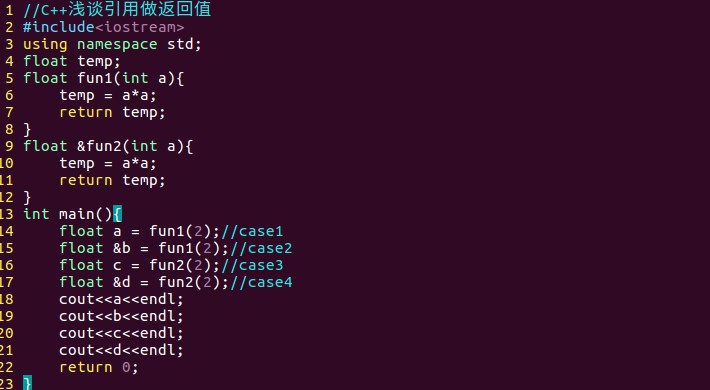 1 //C++浅谈引用做返回值
2 #include<iostream>
3 using namespace std;
4 float temp;
5 float fun1(int a){
6     temp = a*a;
7     return temp;
8 }
9 float &fun2(int a){
10     temp = a*a;
11     return temp;
12 }
13 int main(){
14     float a = fun1(2);//case1
15     float &b = fun1(2);//case2
16     float c = fun2(2);//case3
17     float &d = fun2(2);//case4
18     cout<<a<<endl;
19     cout<<b<<endl;
20     cout<<c<<endl;
21     cout<<d<<endl;
22     return 0;
23 }